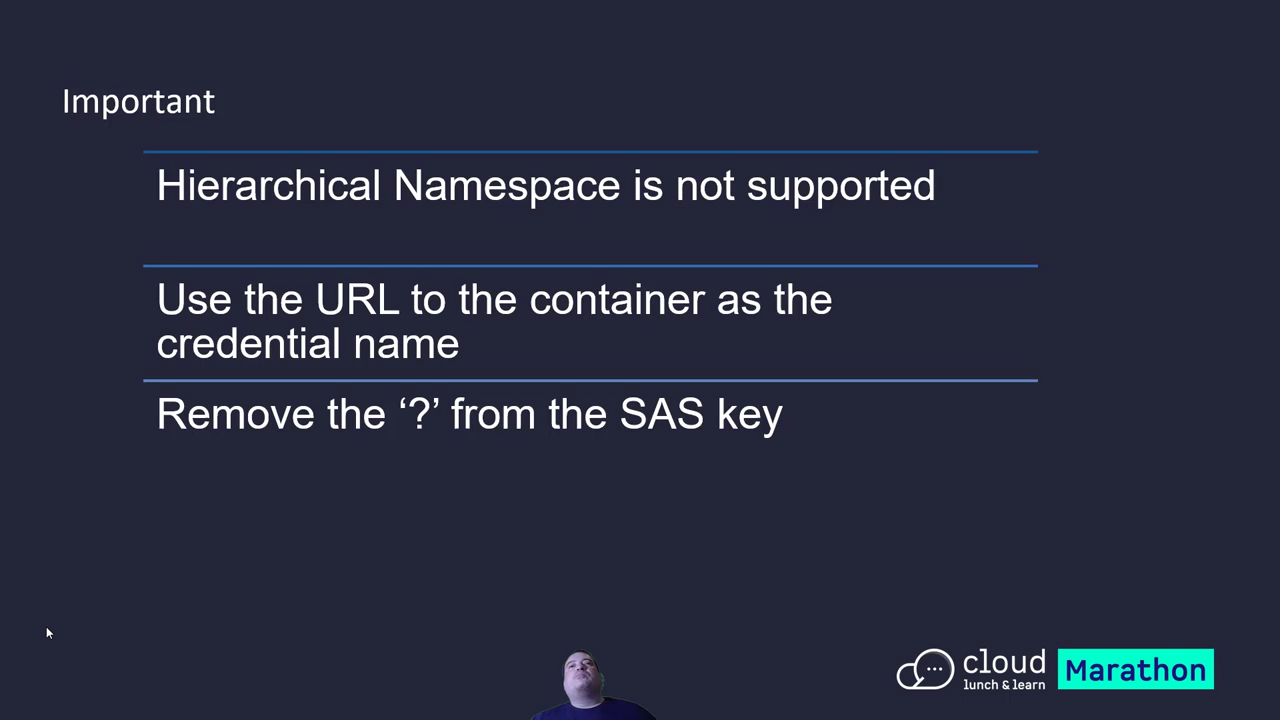 Important
Hierarchical Namespace is not supported
Use the URL to the container as the
credential name
Remove the ‘?’ from the SAS key
cloud
lunch & learn
Marathon